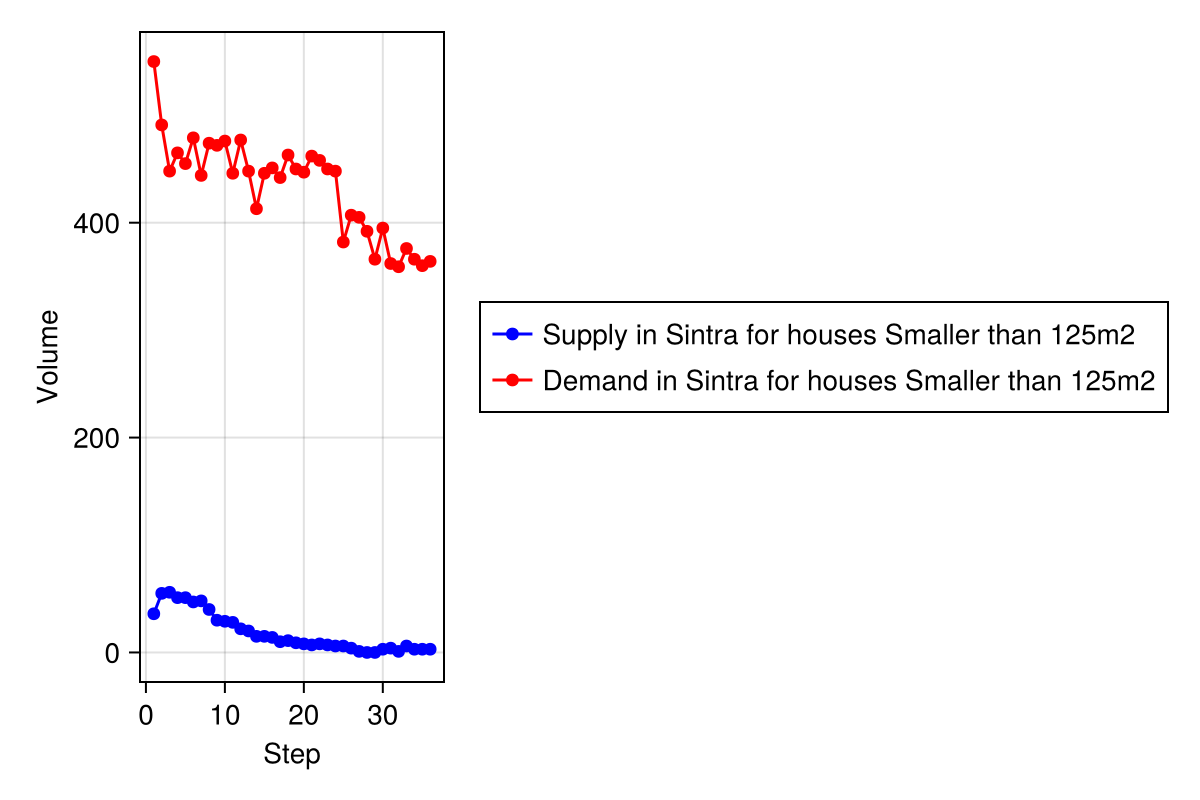 Volume
400
200
0
0 10 20 30
Step
Supply in Sintra for houses Smaller than 125m2
Demand in Sintra for houses Smaller than 125m2